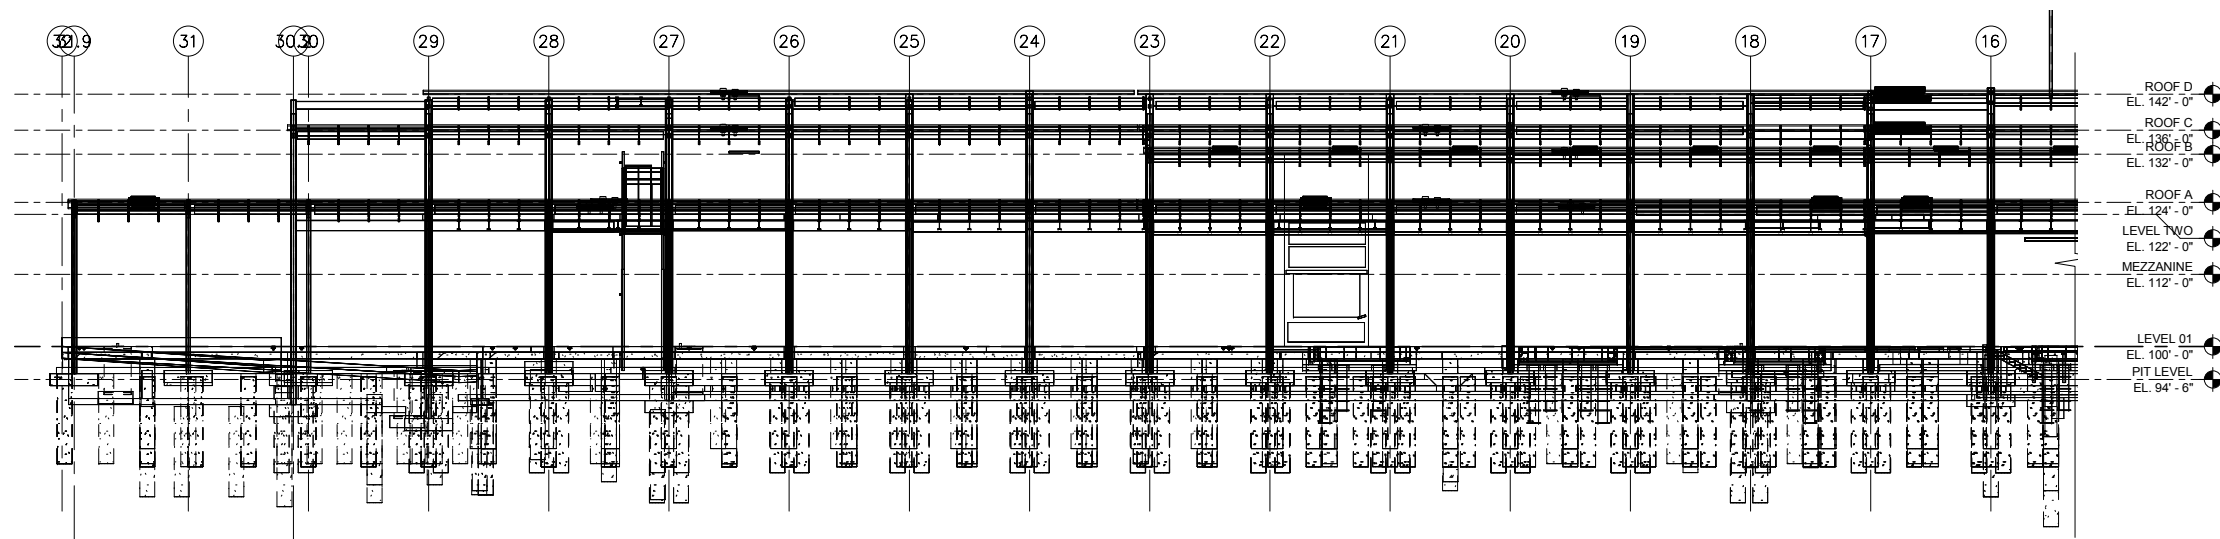 32
31.9
31
30.2
30
29
28
27
26
25
24
23
22
21
20
19
18
17
16
ROOF D
EL. 142' - 0"
ROOF C
EL. 136' - 0"
ROOF B
EL. 132' - 0"
ROOF A
EL. 124' - 0"
LEVEL TWO
EL. 122' - 0"
MEZZANINE
EL. 112' - 0"
LEVEL 01
EL. 100' - 0"
PIT LEVEL
EL. 94' - 6"